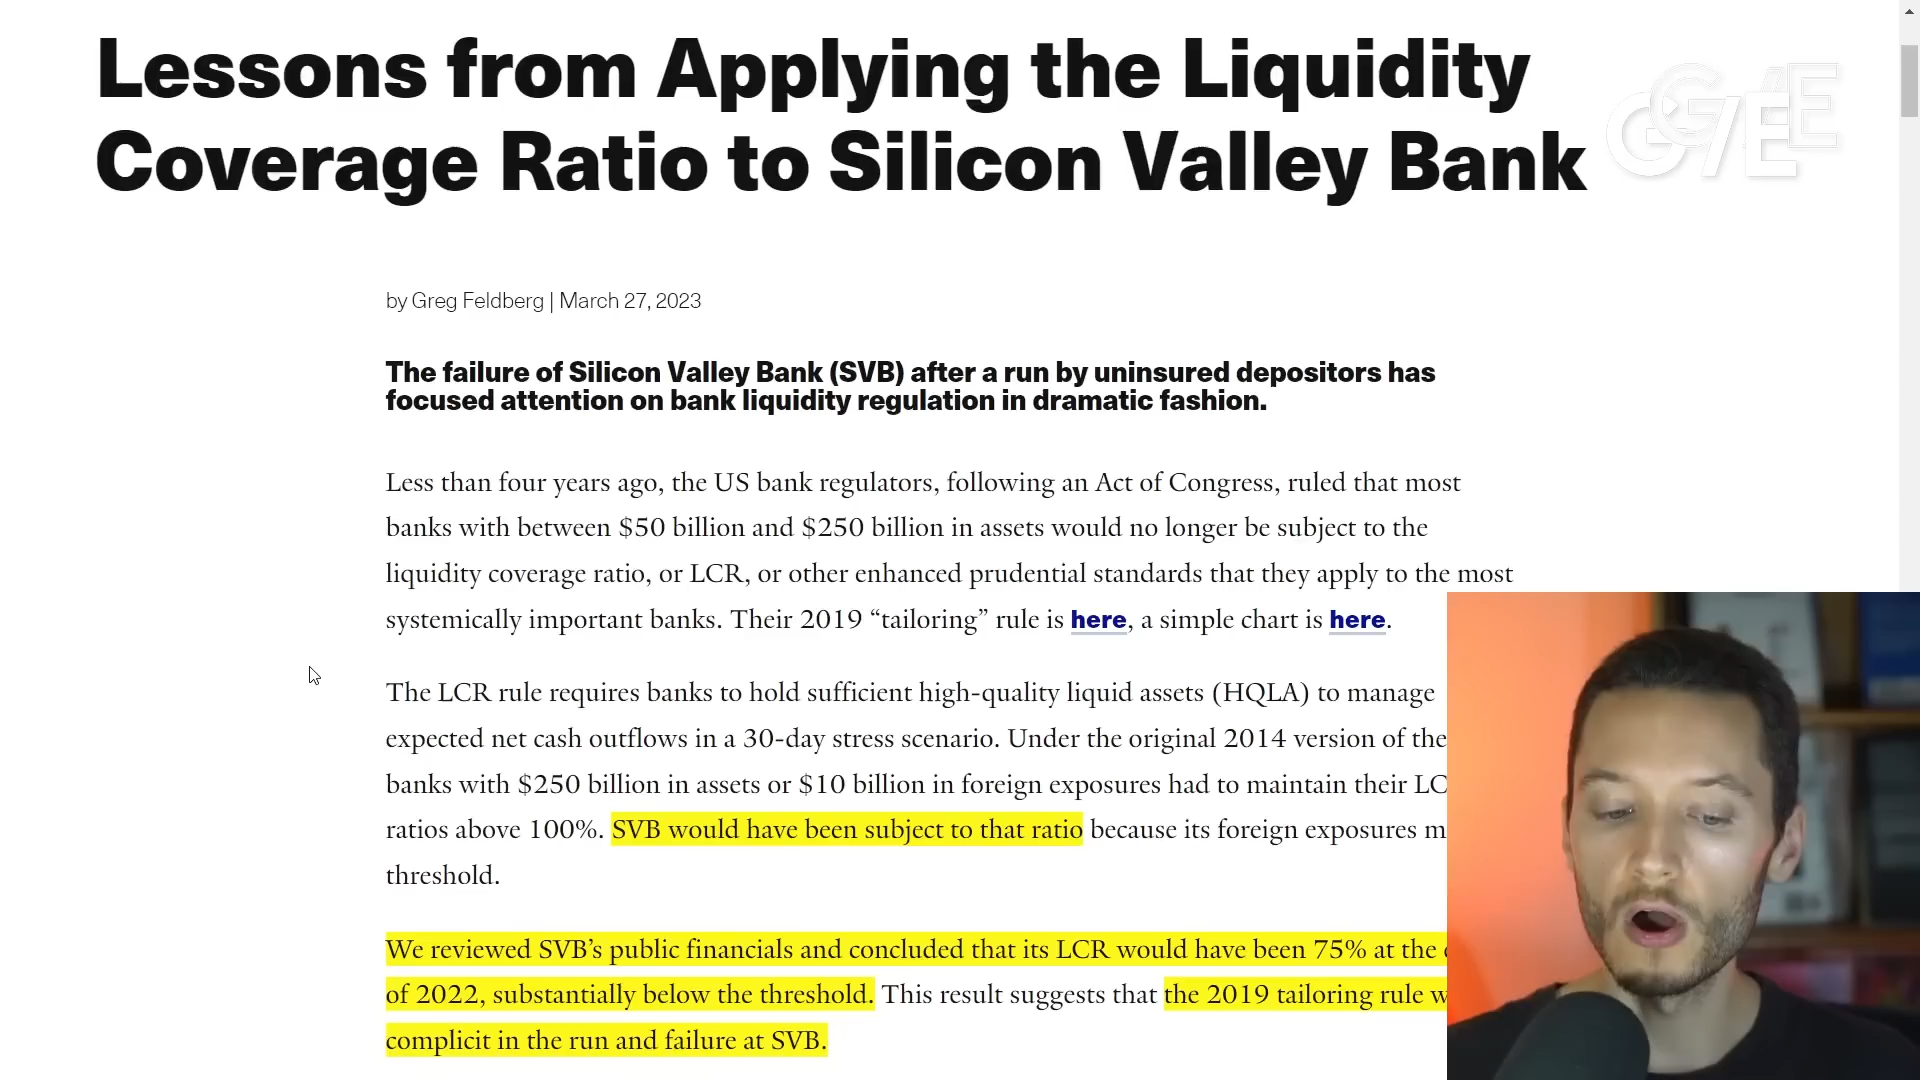 Lessons from Applying the Liquidity
Coverage Ratio to Silicon Valley Bank
by Greg Feldberg | March 27, 2023
The failure of Silicon Valley Bank (SVB) after a run by uninsured depositors has
focused attention on bank liquidity regulation in dramatic fashion.
Less than four years ago, the US bank regulators, following an Act of Congress, ruled that most
banks with between $50 billion and $250 billion in assets would no longer be subject to the
liquidity coverage ratio, or LCR, or other enhanced prudential standards that they apply to the most
systemically important banks. Their 2019 “tailoring” rule is here, a simple chart is here.
The LCR rule requires banks to hold sufficient high-quality liquid assets (HQLA) to manage
expected net cash outflows in a 30-day stress scenario. Under the original 2014 version of the
banks with $250 billion in assets or $10 billion in foreign exposures had to maintain their LC
ratios above 100%. SVB would have been subject to that ratio because its foreign exposures m
threshold.
We reviewed SVB’s public financials and concluded that its LCR would have been 75% at the
of 2022, substantially below the threshold. This result suggests that the 2019 tailoring rule w
complicit in the run and failure at SVB.